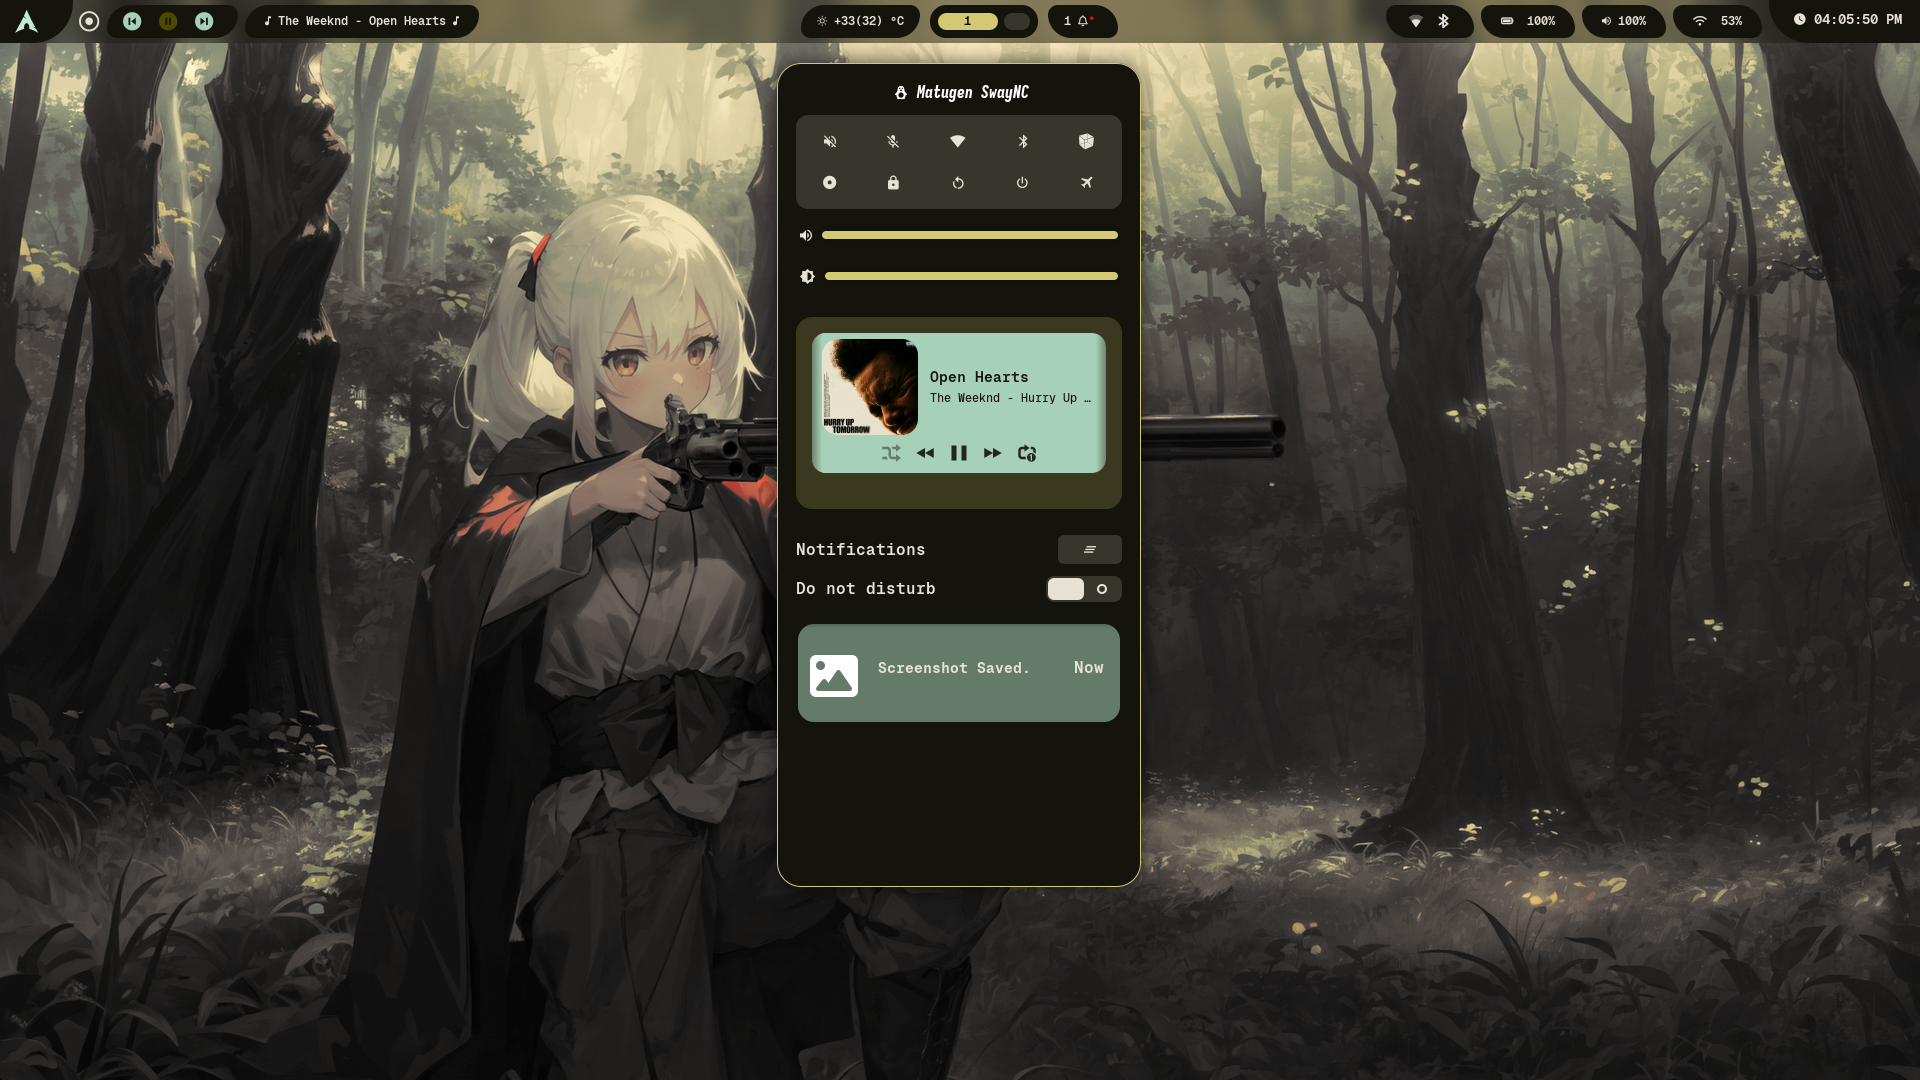 ♪ The Weeknd - Open Hearts ♪
+33(32) °C
1
1
100%
100%
53%
04:05:50 PM
Matugen SwayNC
HURRY UP
TOMORROW
Open Hearts
The Weeknd - Hurry Up …
Notifications
Do not disturb
Screenshot Saved.
Now